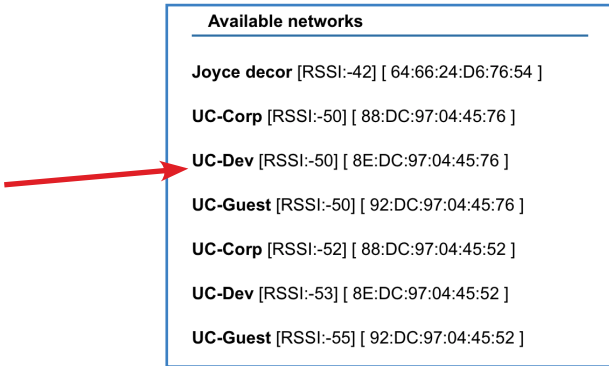 Available networks
Joyce decor [RSSI:-42] [ 64:66:24:D6:76:54 ]
UC-Corp [RSSI:-50] [ 88:DC:97:04:45:76 ]
UC-Dev [RSSI:-50] [ 8E:DC:97:04:45:76 ]
UC-Guest [RSSI:-50] [ 92:DC:97:04:45:76 ]
UC-Corp [RSSI:-52] [ 88:DC:97:04:45:52 ]
UC-Dev [RSSI:-53] [ 8E:DC:97:04:45:52 ]
UC-Guest [RSSI:-55] [ 92:DC:97:04:45:52 ]